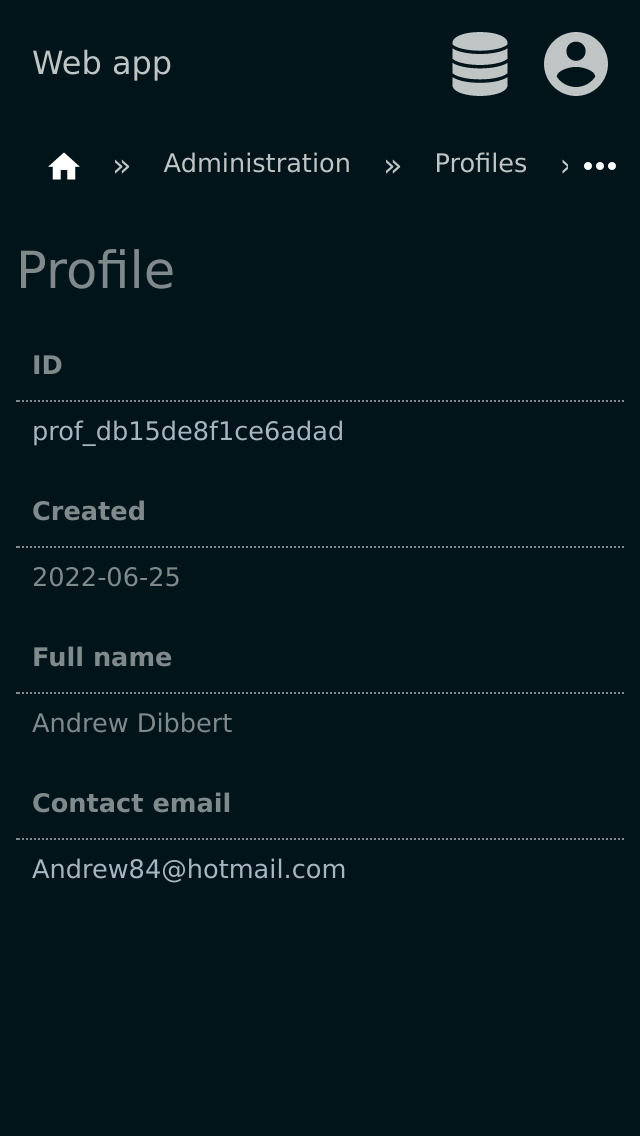 Web app
» Administration » Profiles › •••
Profile
ID
prof_db15de8f1ce6adad
Created
2022-06-25
Full name
Andrew Dibbert
Contact email
Andrew84@hotmail.com